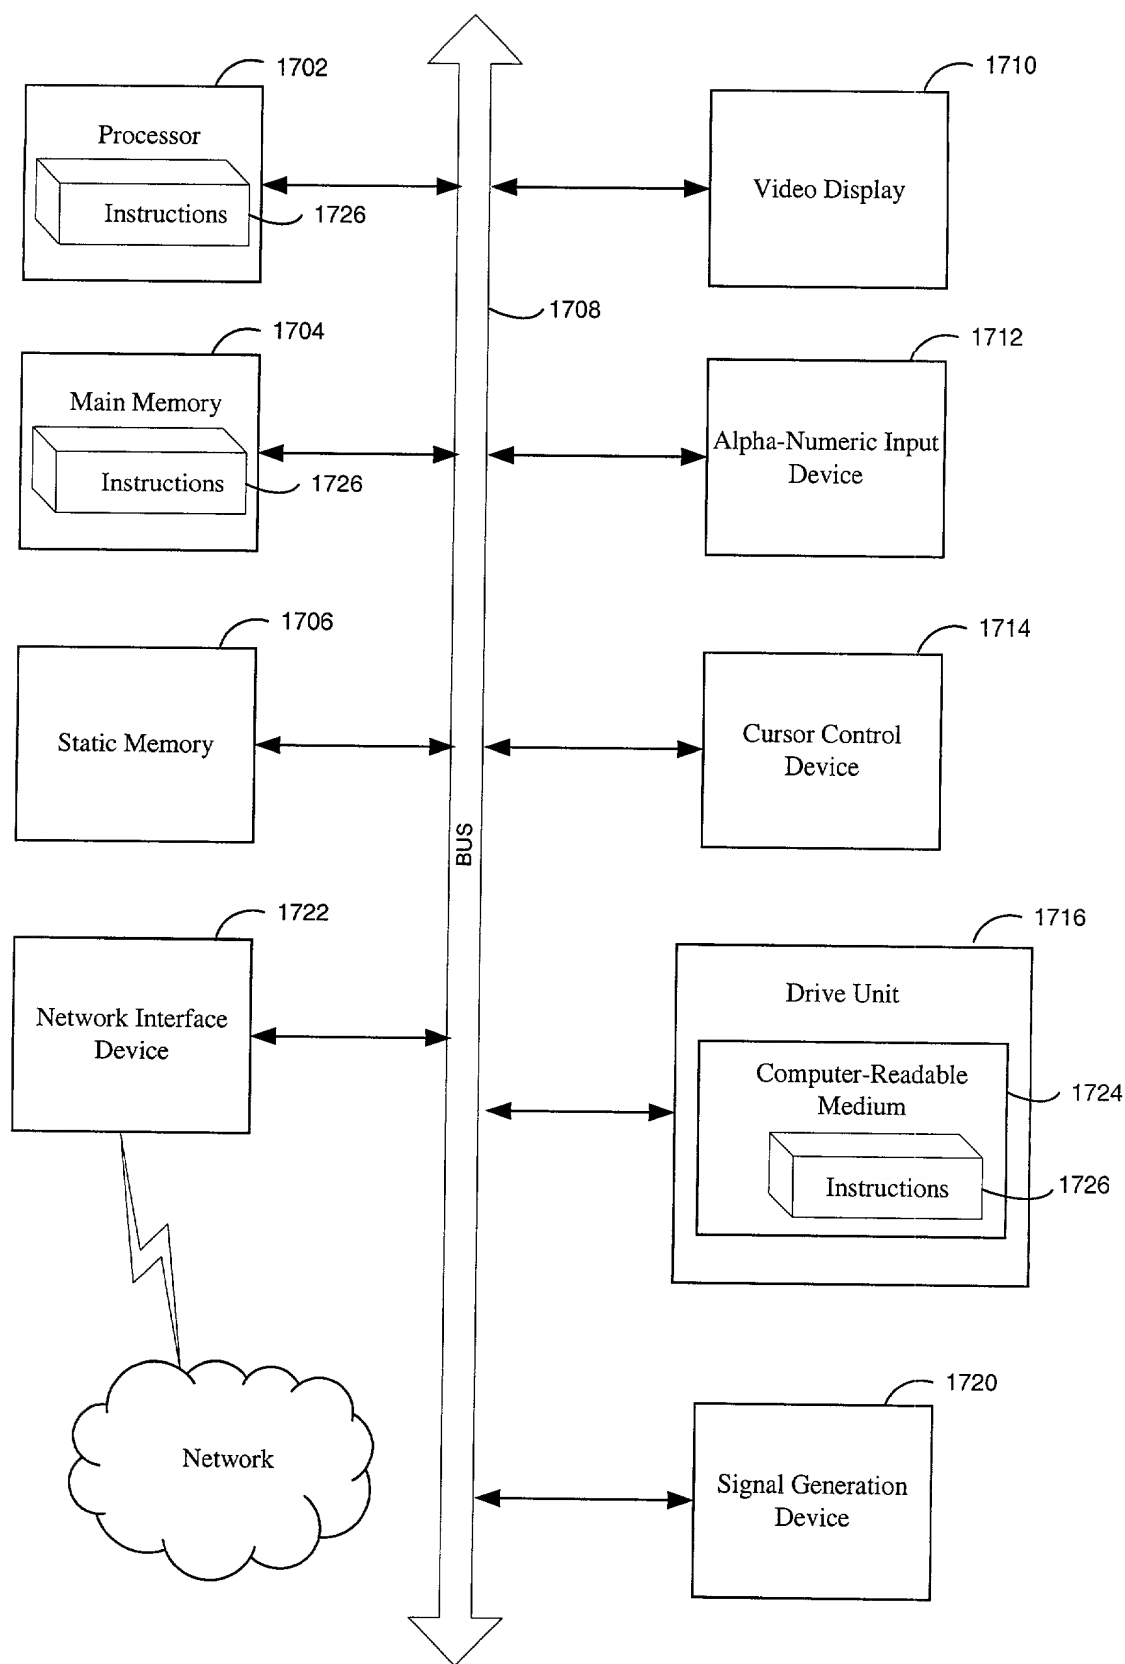 1702
Processor
Instructions
1726
1710
Video Display
1708
1704
Main Memory
Instructions
1726
1712
Alpha-Numeric Input
Device
1706
Static Memory
1714
Cursor Control
Device
BUS
1722
Network Interface
Device
1716
Drive Unit
Computer-Readable
Medium
1724
Instructions
1726
Network
1720
Signal Generation
Device